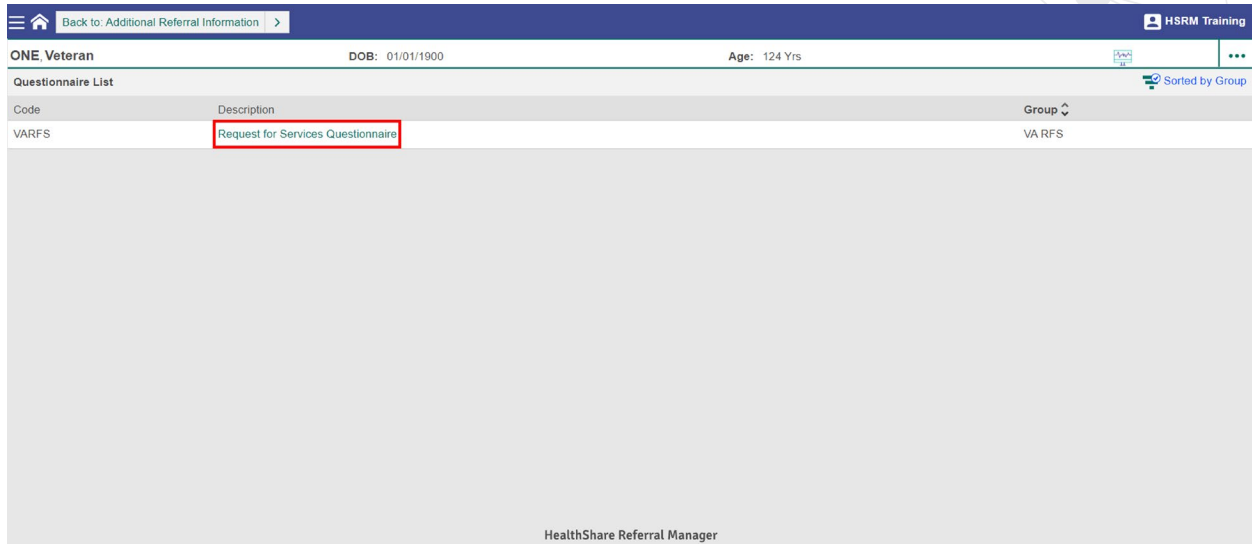 Back to: Additional Referral Information >
HSRM Training
ONE, Veteran DOB: 01/01/1900 Age: 124 Yrs
Questionnaire List Sorted by Group
Code Description Group
VARFS Request for Services Questionnaire VA RFS
HealthShare Referral Manager